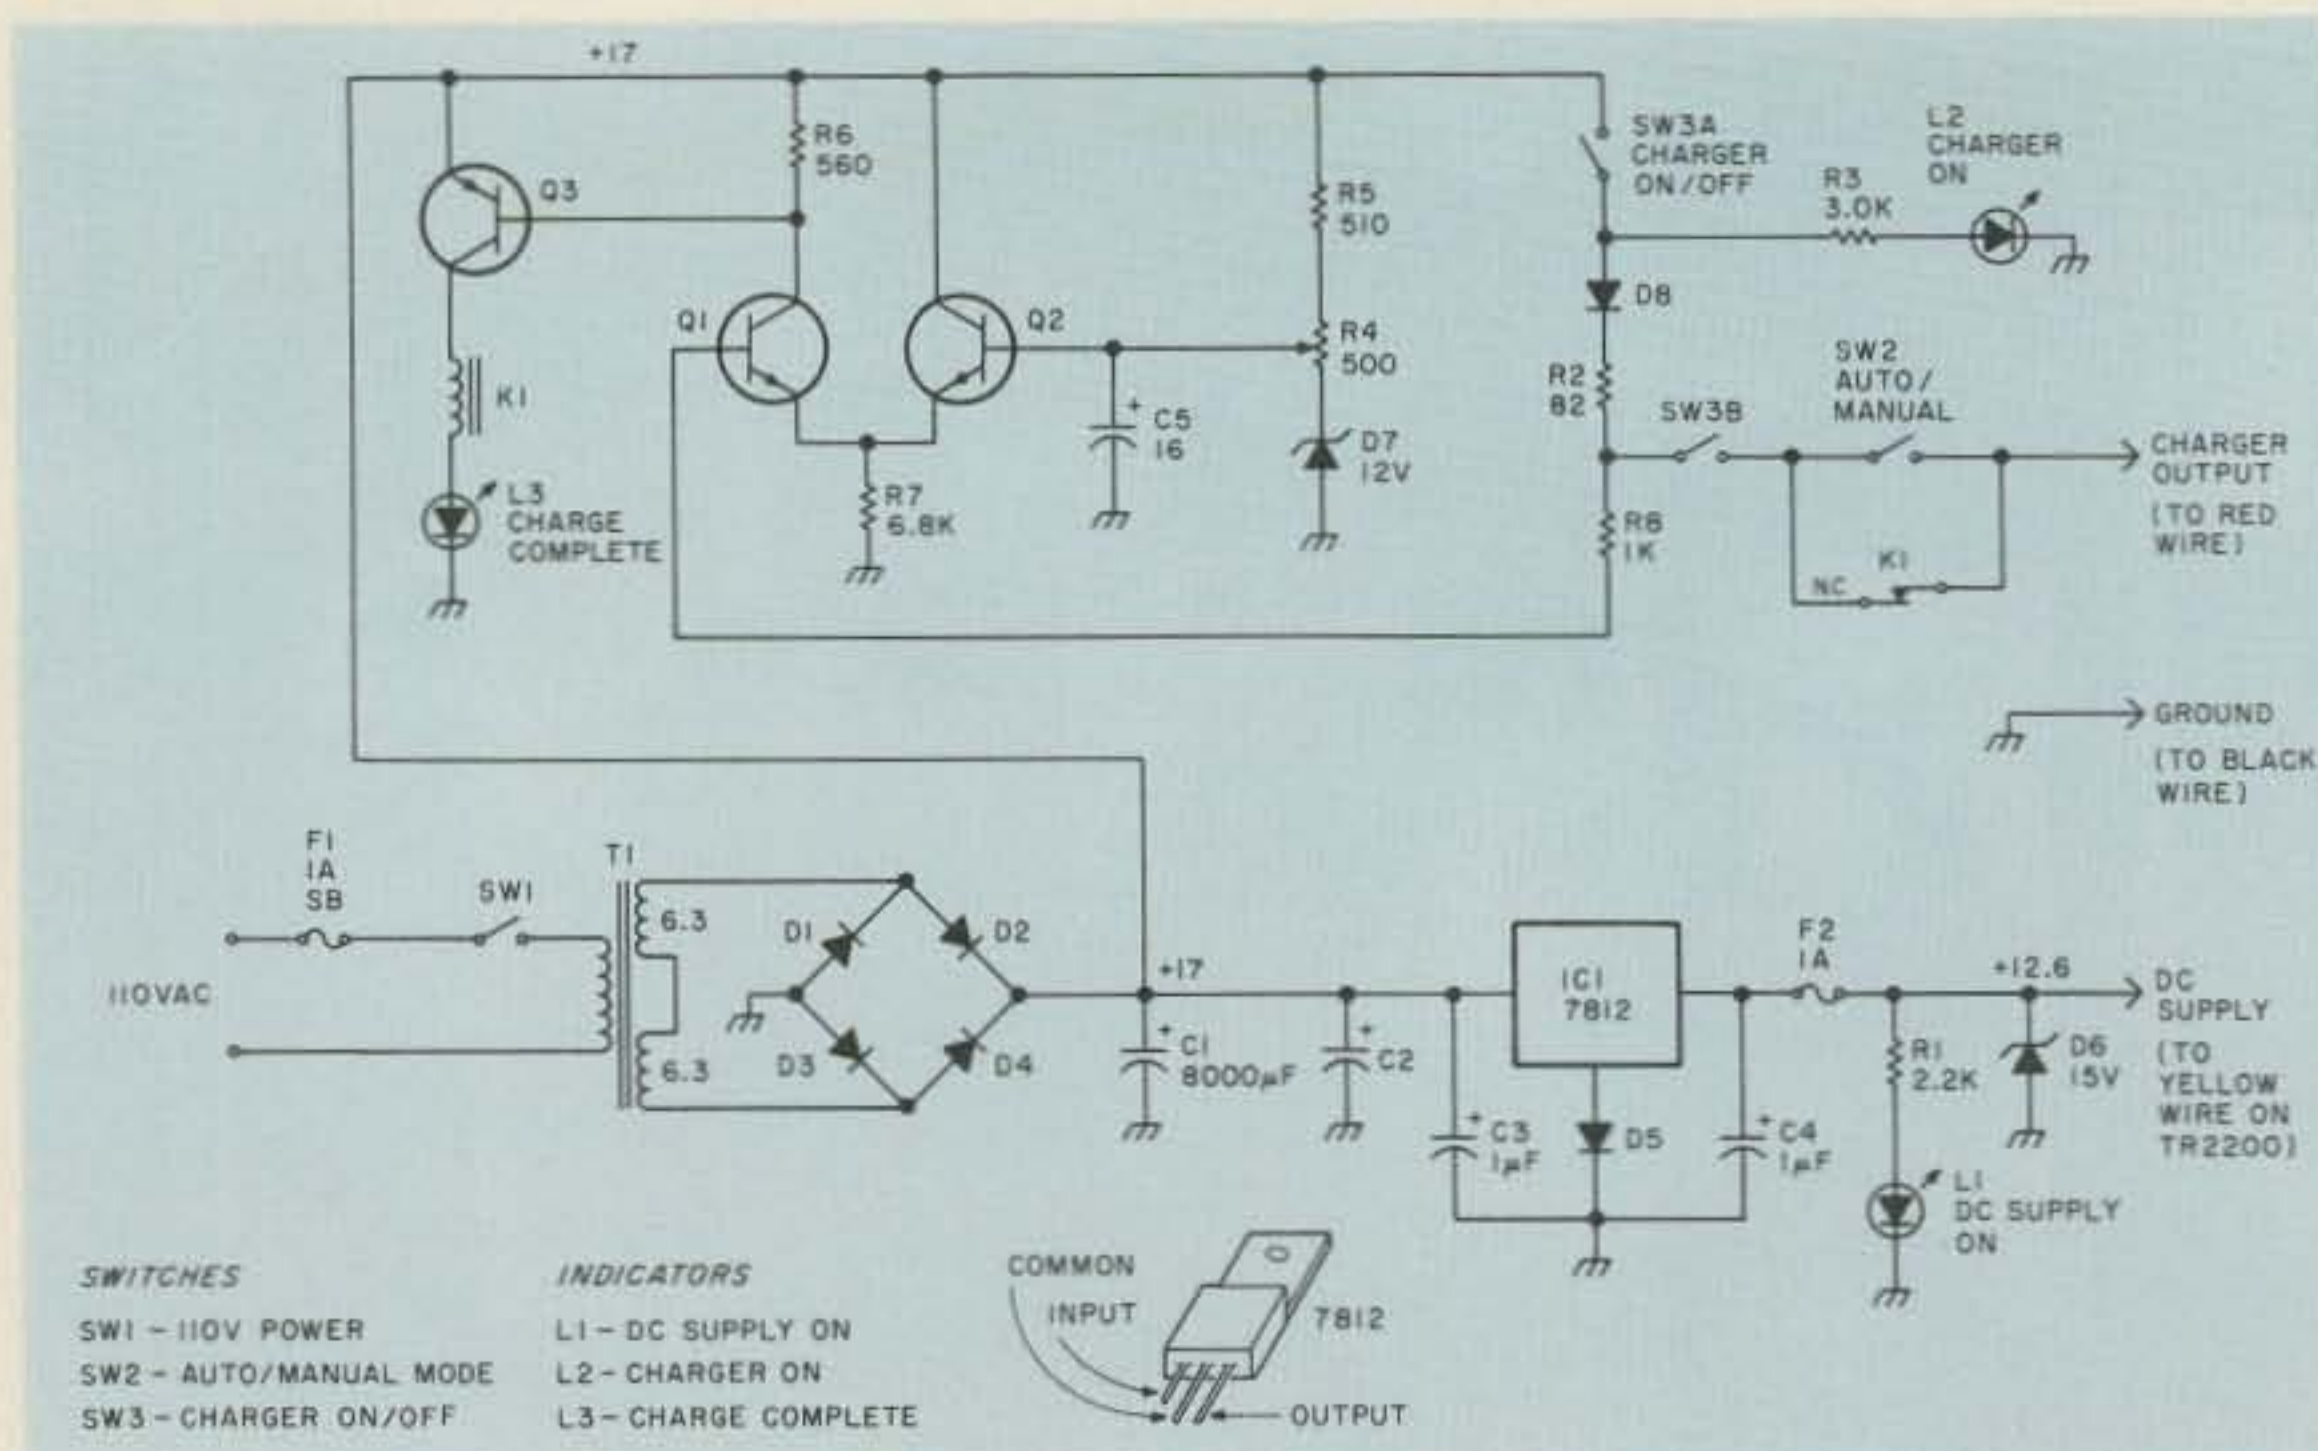 +17
Q3
R6
560
R5
510
SW3A
CHARGER
ON/OFF
L2
CHARGER
ON
R3
3.0K
D8
Q1
Q2
R4
500
K1
R2
82
SW3B
SW2
AUTO/
MANUAL
C5
16
+
D7
12V
CHARGER
OUTPUT
(TO RED
WIRE)
L3
CHARGE
COMPLETE
R7
6.8K
R8
1K
NC
K1
GROUND
(TO BLACK
WIRE)
F1
1A
SB
SW1
T1
6.3
6.3
110VAC
D1
D2
D3
D4
+17
+
C1
8000µF
+
C2
IC1
7812
F2
1A
+12.6
DC
SUPPLY
(TO
YELLOW
WIRE ON
TR2200)
+
C3
1µF
D5
+
C4
1µF
R1
2.2K
D6
15V
L1
DC SUPPLY
ON
SWITCHES
SW1 - 110V POWER
SW2 - AUTO/MANUAL MODE
SW3 - CHARGER ON/OFF
INDICATORS
L1 - DC SUPPLY ON
L2 - CHARGER ON
L3 - CHARGE COMPLETE
COMMON
INPUT
7812
OUTPUT